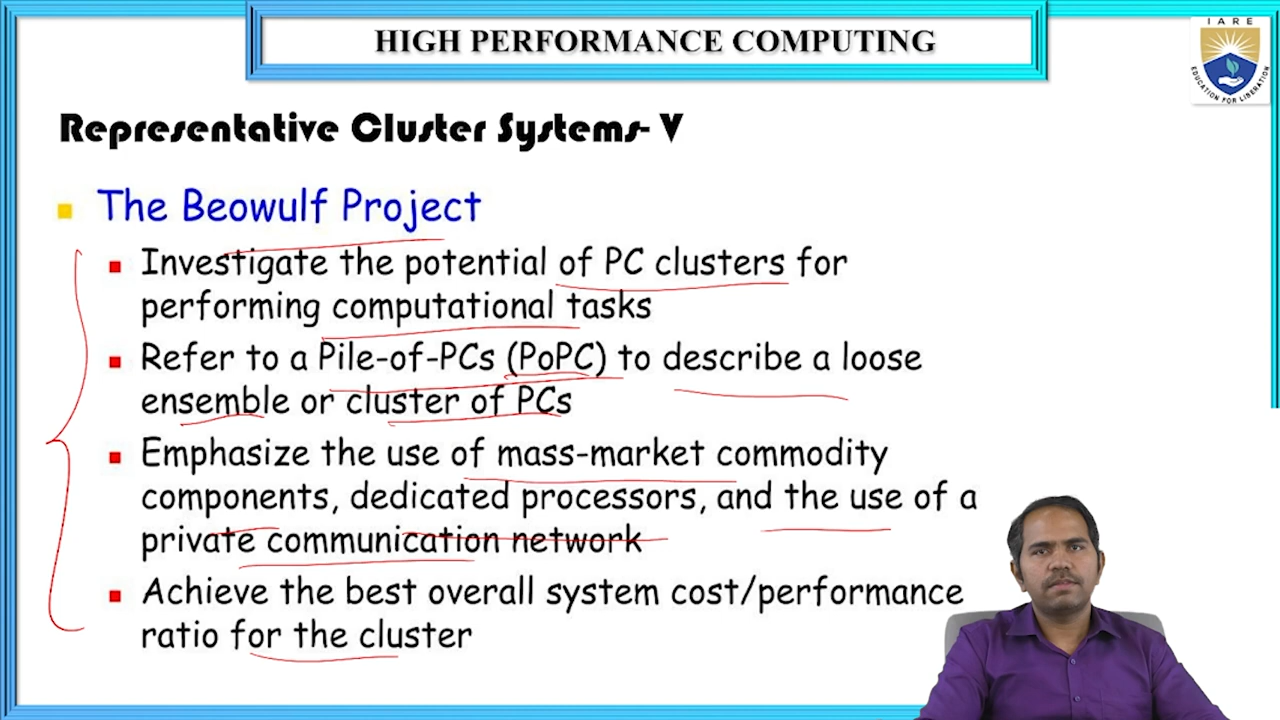 HIGH PERFORMANCE COMPUTING
IARE
EDUCATION FOR LIBERATION
Representative Cluster Systems- V
The Beowulf Project
Investigate the potential of PC clusters for
performing computational tasks
Refer to a Pile-of-PCs (PoPC) to describe a loose
ensemble or cluster of PCs
Emphasize the use of mass-market commodity
components, dedicated processors, and the use of a
private communication network
Achieve the best overall system cost/performance
ratio for the cluster